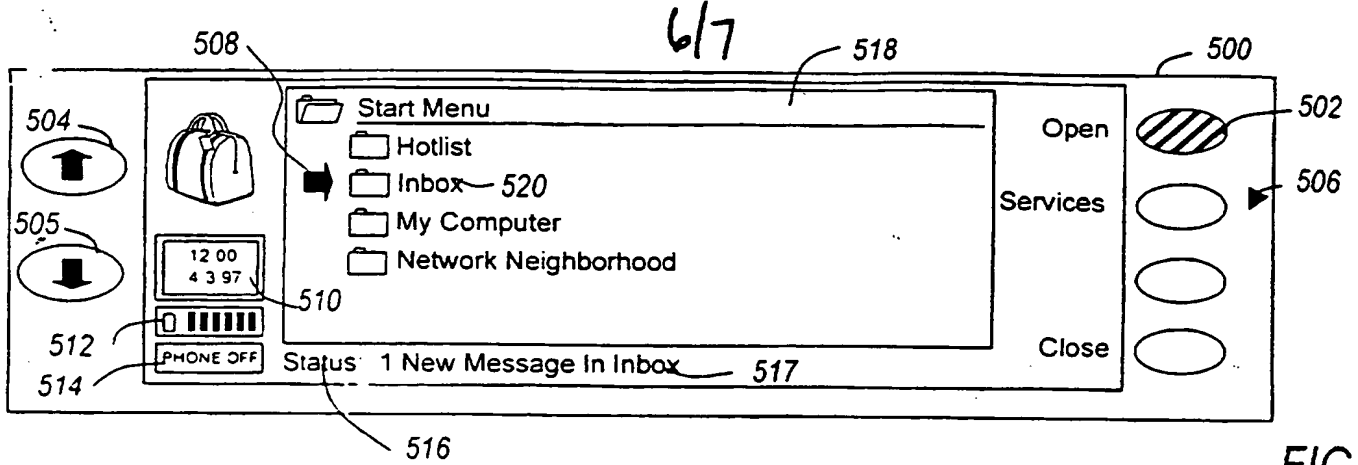 6/7
508
518
500
504
Start Menu
Open
502
Hotlist
Inbox 520
Services
506
My Computer
505
Network Neighborhood
12 00
4 3 97
510
512
PHONE OFF
Close
514
Status 1 New Message In Inbox 517
516